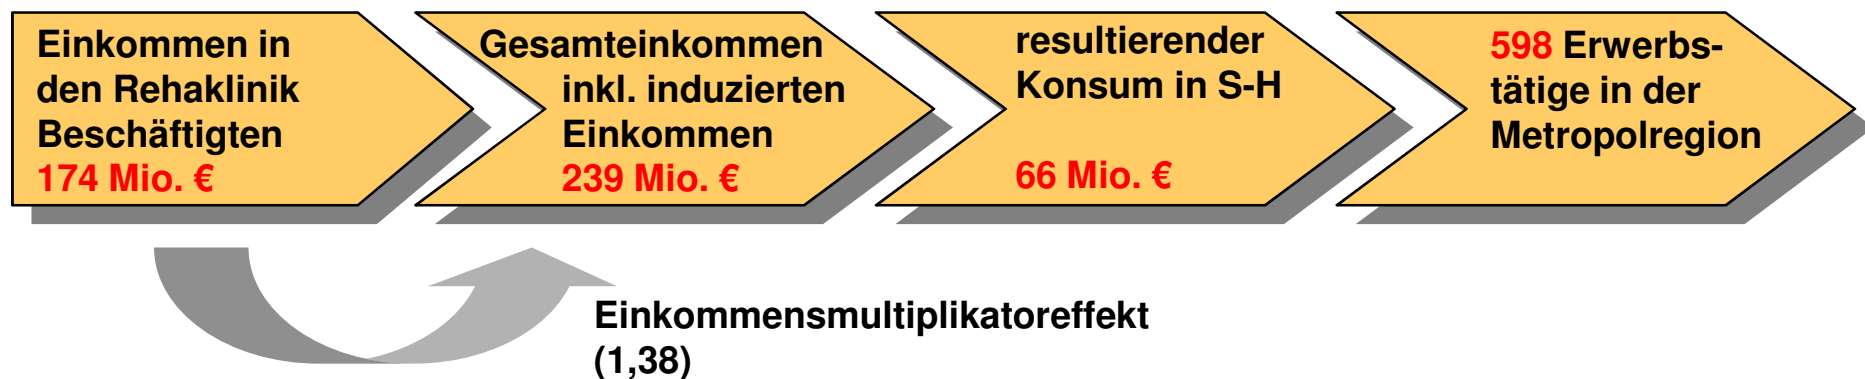 Einkommen in
den Rehaklinik
Beschäftigten
174 Mio. €
Gesamteinkommen
inkl. induzierten
Einkommen
239 Mio. €
resultierender
Konsum in S-H
66 Mio. €
598 Erwerbs-
tätige in der
Metropolregion
Einkommensmultiplikatoreffekt
(1,38)